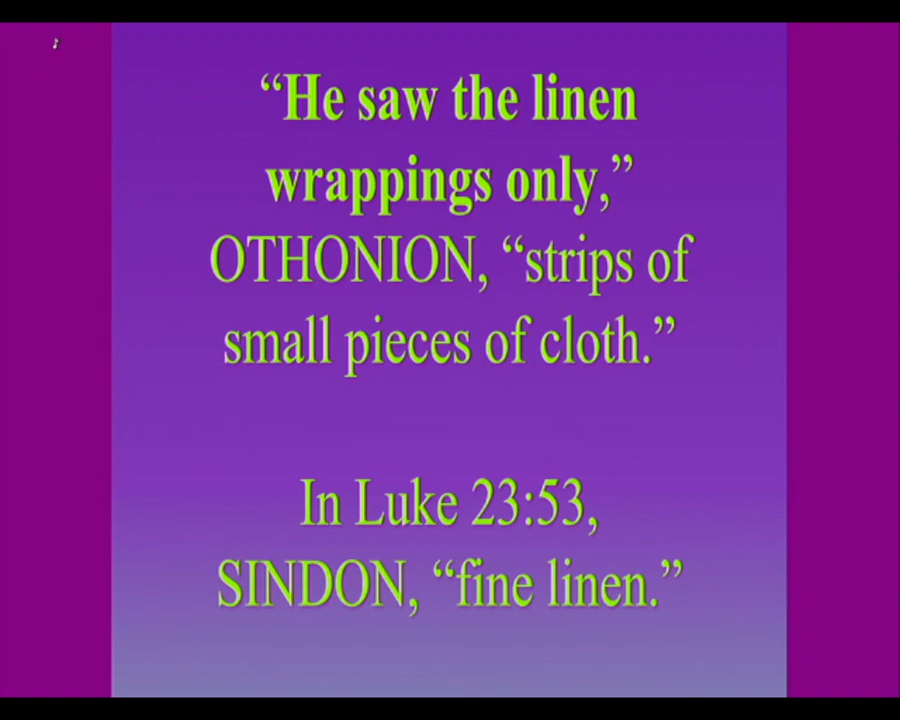 “He saw the linen
wrappings only,”
OTHONION, “strips of
small pieces of cloth.”
In Luke 23:53,
SINDON, “fine linen.”